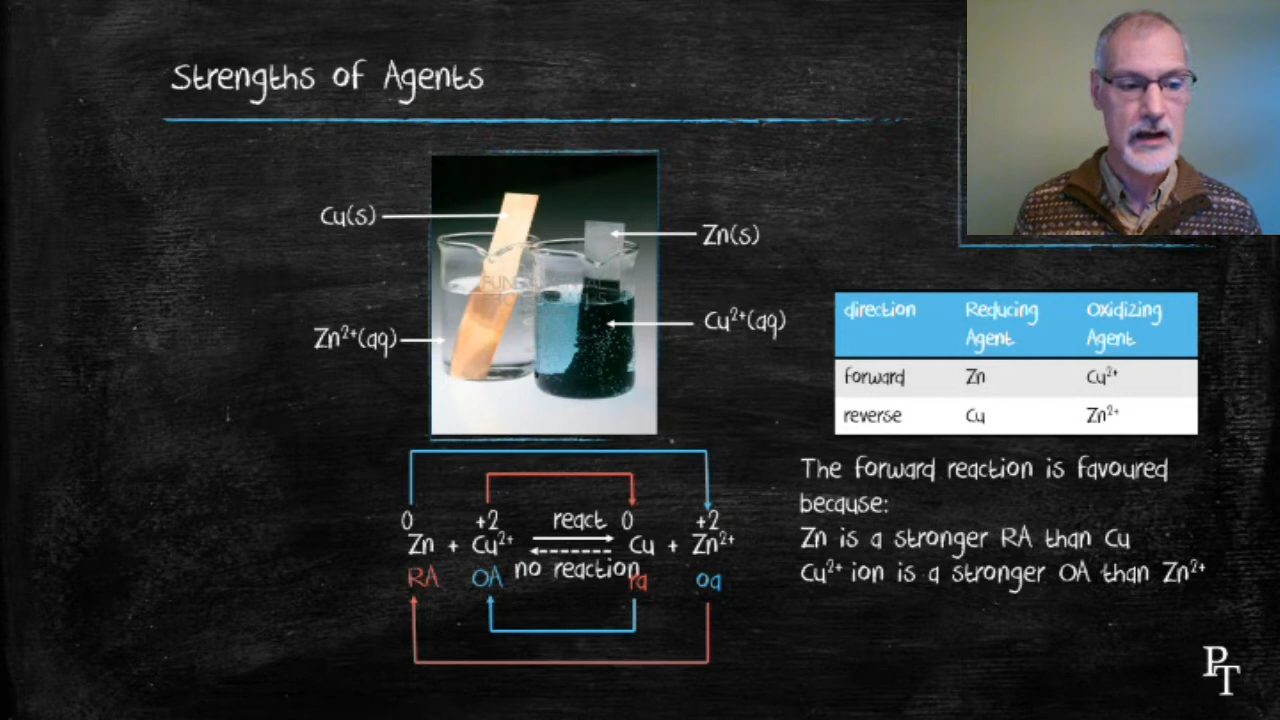 Strengths of Agents
Cu(s)
Zn(s)
Zn²⁺(aq)
Cu²⁺(aq)
direction Reducing Agent Oxidizing Agent
forward Zn Cu²⁺
reverse Cu Zn²⁺
The forward reaction is favoured
because:
Zn is a stronger RA than Cu
Cu²⁺ ion is a stronger OA than Zn²⁺
0 +2 react 0 +2
Zn + Cu²⁺ Cu + Zn²⁺
RA OA no reaction ra oa
PT